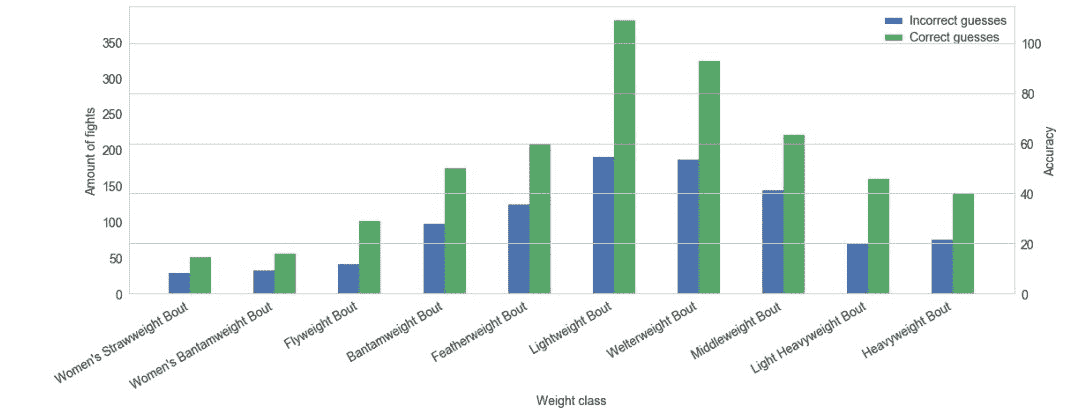 Incorrect guesses
Correct guesses
Amount of fights
350
300
250
200
150
100
50
0
100
80
60
40
20
0
Accuracy
Women's Strawweight Bout
Women's Bantamweight Bout
Flyweight Bout
Bantamweight Bout
Featherweight Bout
Lightweight Bout
Welterweight Bout
Middleweight Bout
Light Heavyweight Bout
Heavyweight Bout
Weight class